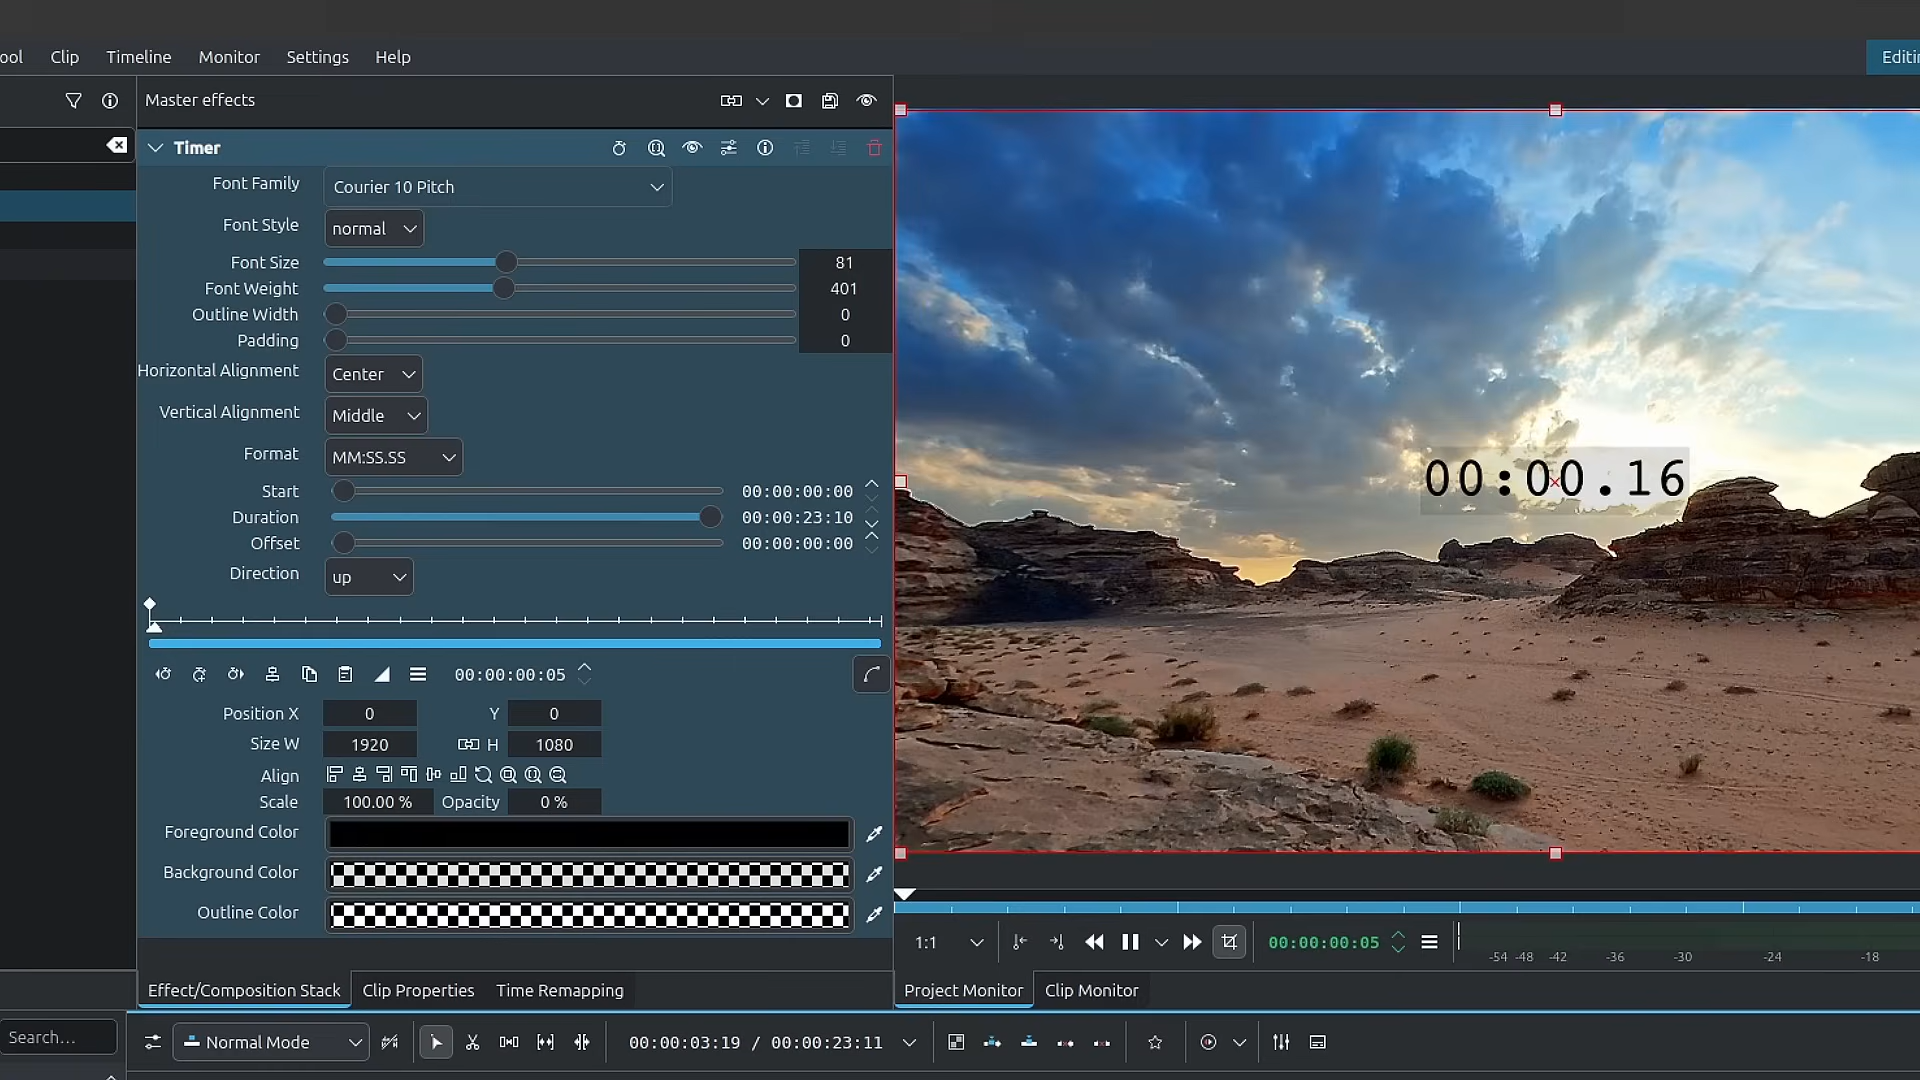 ool Clip Timeline Monitor Settings Help
Editin
Master effects
Timer
Font Family Courier 10 Pitch
Font Style normal
Font Size 81
Font Weight 401
Outline Width 0
Padding 0
Horizontal Alignment Center
Vertical Alignment Middle
Format MM:SS.SS
Start 00:00:00:00
Duration 00:00:23:10
Offset 00:00:00:00
Direction up
00:00:00:05
Position X 0 Y 0
Size W 1920 H 1080
Align
Scale 100.00 % Opacity 0 %
Foreground Color
Background Color
Outline Color
00:00.16
1:1 00:00:00:05
-54 -48 -42 -36 -30 -24 -18
Effect/Composition Stack Clip Properties Time Remapping
Project Monitor Clip Monitor
Search... Normal Mode 00:00:03:19 / 00:00:23:11